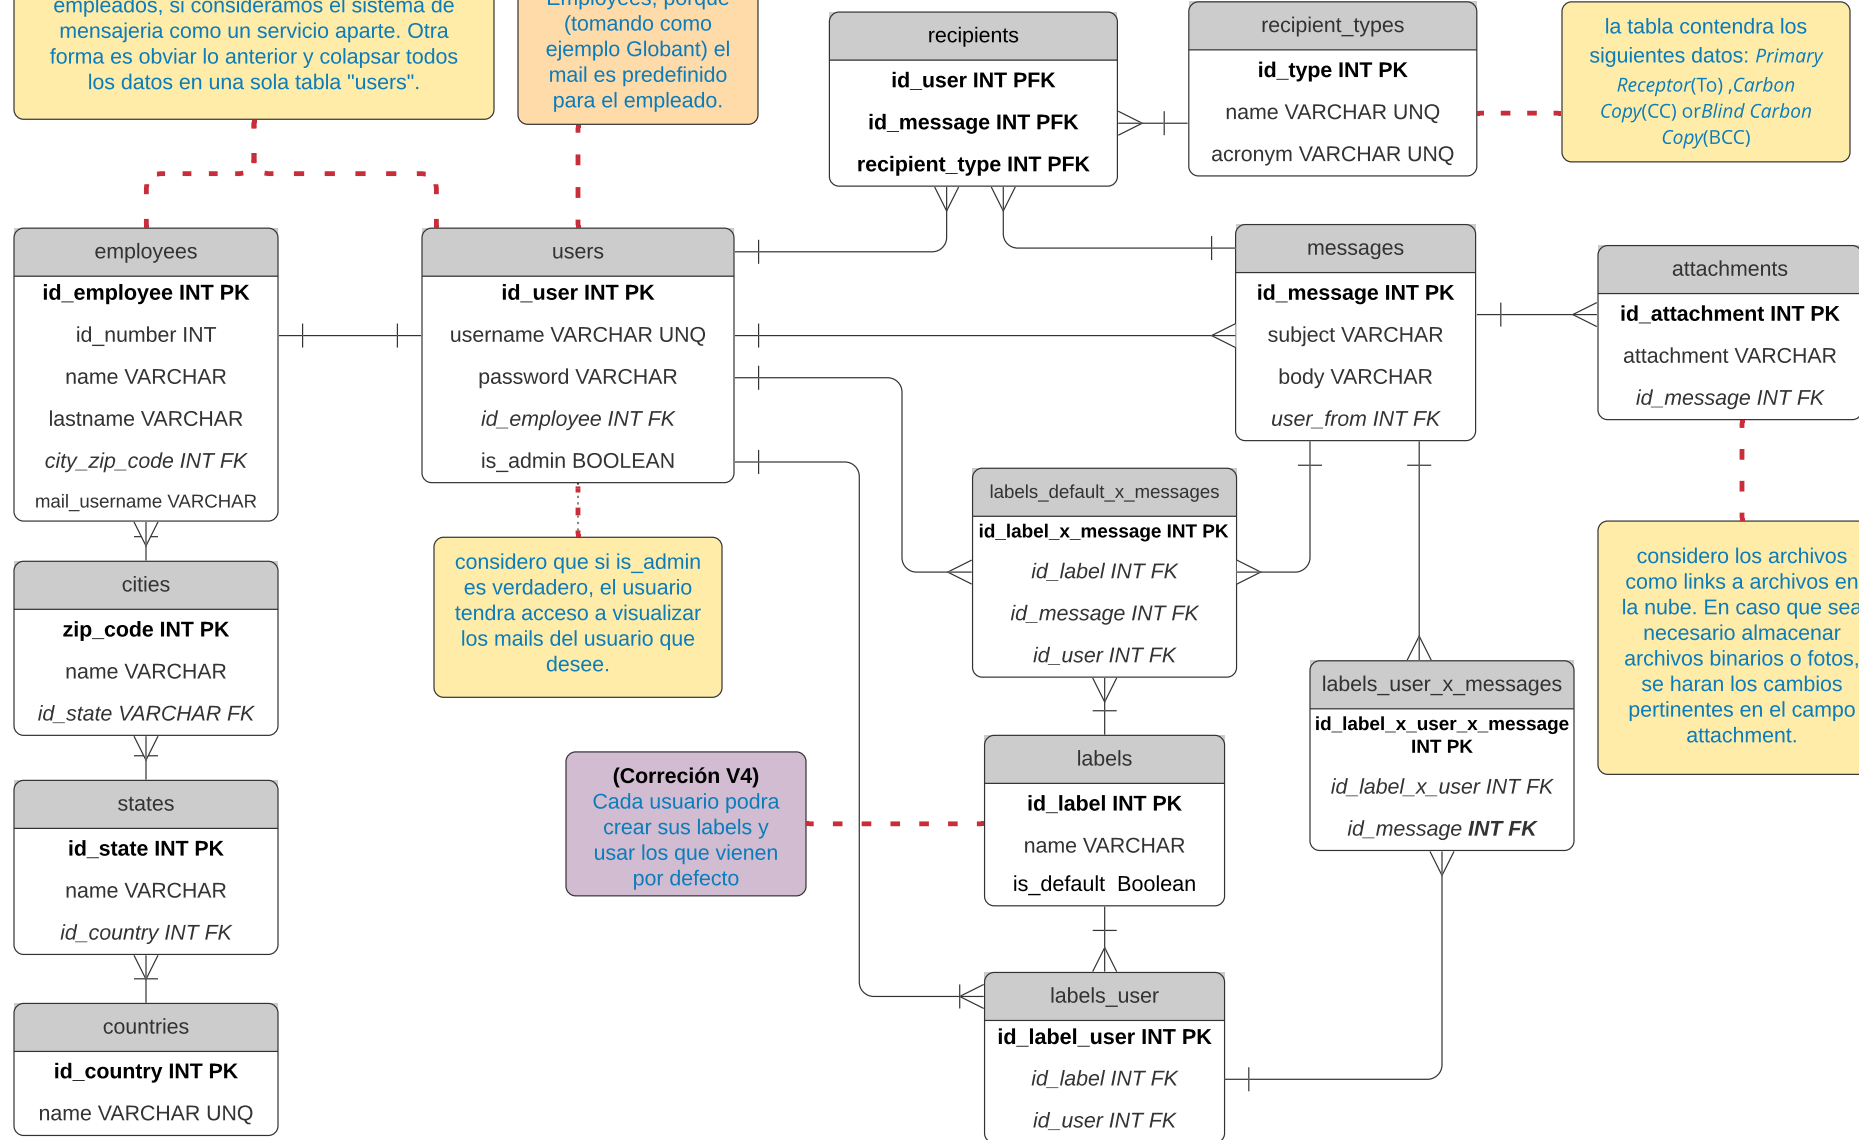 empleados, si consideramos el sistema de
mensajeria como un servicio aparte. Otra
forma es obviar lo anterior y colapsar todos
los datos en una sola tabla "users".
Employees, porque
(tomando como
ejemplo Globant) el
mail es predefinido
para el empleado.
recipients
id_user INT PFK
id_message INT PFK
recipient_type INT PFK
recipient_types
id_type INT PK
name VARCHAR UNQ
acronym VARCHAR UNQ
la tabla contendra los
siguientes datos: Primary
Receptor(To) ,Carbon
Copy(CC) orBlind Carbon
Copy(BCC)
employees
id_employee INT PK
id_number INT
name VARCHAR
lastname VARCHAR
city_zip_code INT FK
mail_username VARCHAR
users
id_user INT PK
username VARCHAR UNQ
password VARCHAR
id_employee INT FK
is_admin BOOLEAN
messages
id_message INT PK
subject VARCHAR
body VARCHAR
user_from INT FK
attachments
id_attachment INT PK
attachment VARCHAR
id_message INT FK
considero que si is_admin
es verdadero, el usuario
tendra acceso a visualizar
los mails del usuario que
desee.
labels_default_x_messages
id_label_x_message INT PK
id_label INT FK
id_message INT FK
id_user INT FK
considero los archivos
como links a archivos en
la nube. En caso que sea
necesario almacenar
archivos binarios o fotos,
se haran los cambios
pertinentes en el campo
attachment.
cities
zip_code INT PK
name VARCHAR
id_state VARCHAR FK
labels_user_x_messages
id_label_x_user_x_message
INT PK
id_label_x_user INT FK
id_message INT FK
(Correción V4)
Cada usuario podra
crear sus labels y
usar los que vienen
por defecto
labels
id_label INT PK
name VARCHAR
is_default Boolean
states
id_state INT PK
name VARCHAR
id_country INT FK
labels_user
id_label_user INT PK
id_label INT FK
id_user INT FK
countries
id_country INT PK
name VARCHAR UNQ